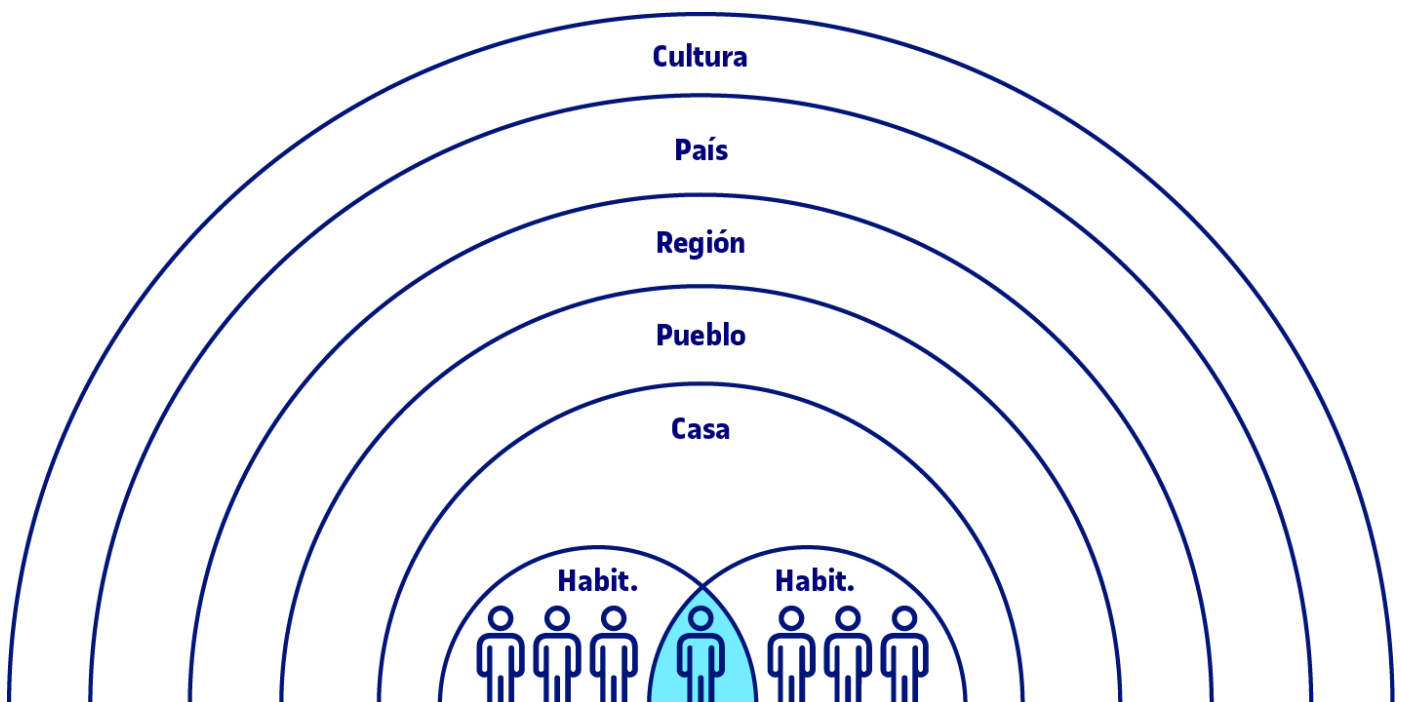 Cultura
País
Región
Pueblo
Casa
Habit.
Habit.